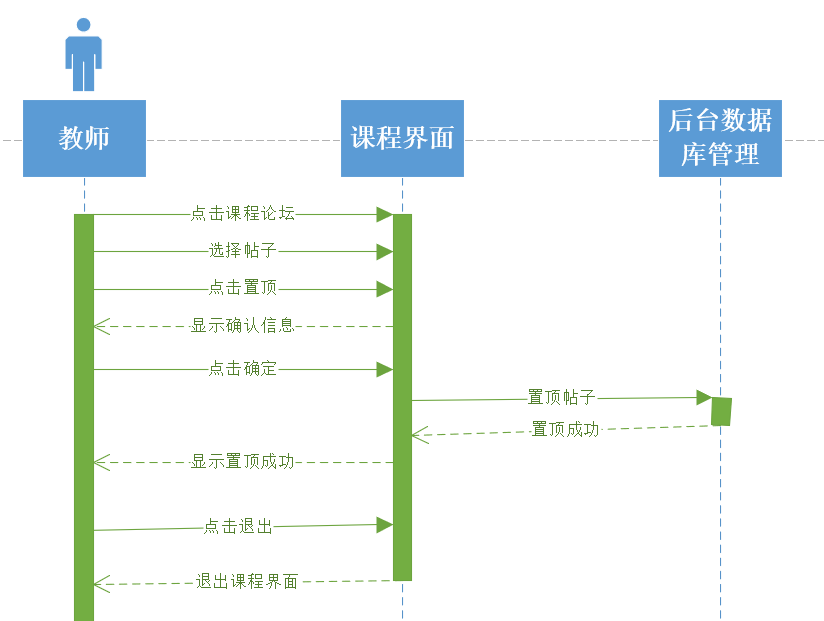 教师
课程界面
后台数据
库管理
点击课程论坛
选择帖子
点击置顶
显示确认信息
点击确定
置顶帖子
置顶成功
显示置顶成功
点击退出
退出课程界面